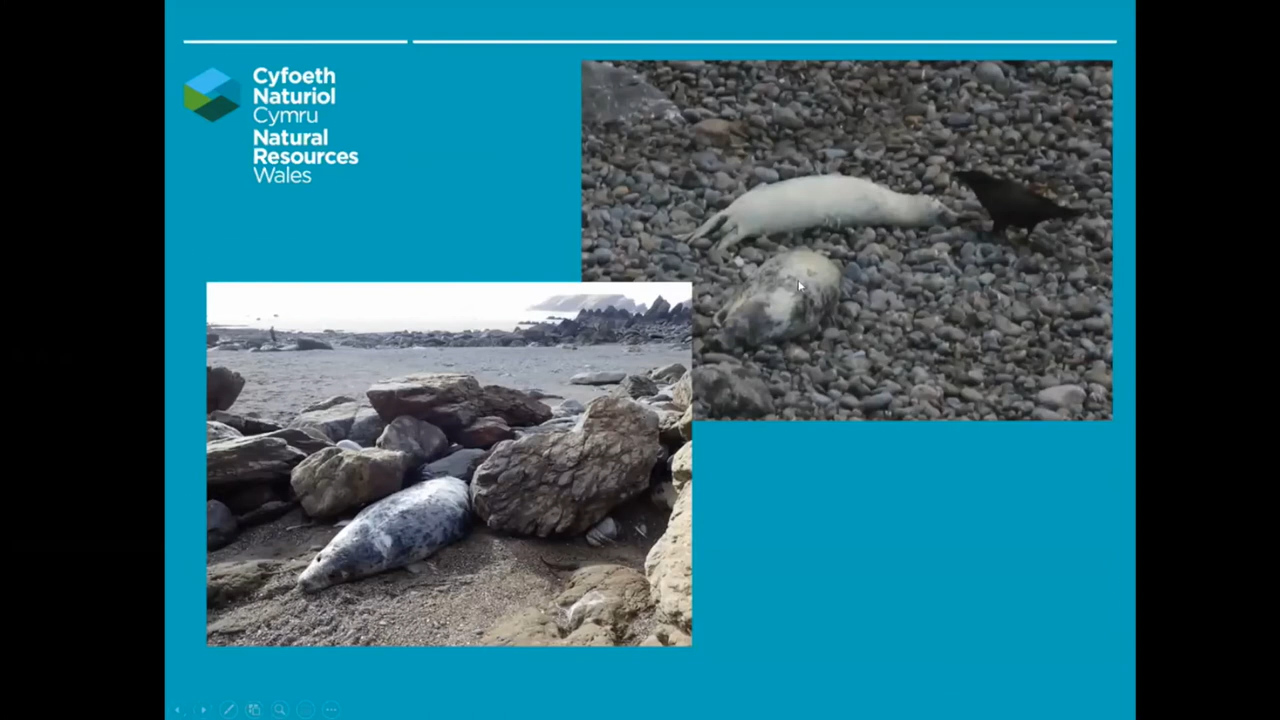 Cyfoeth
Naturiol
Cymru
Natural
Resources
Wales